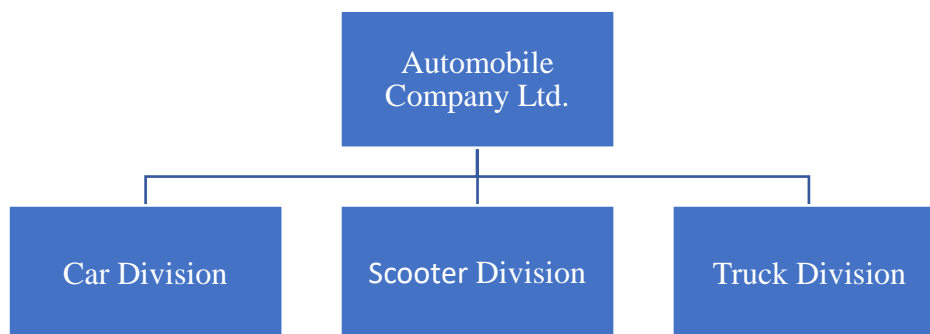 Automobile
Company Ltd.
Car Division
Scooter Division
Truck Division